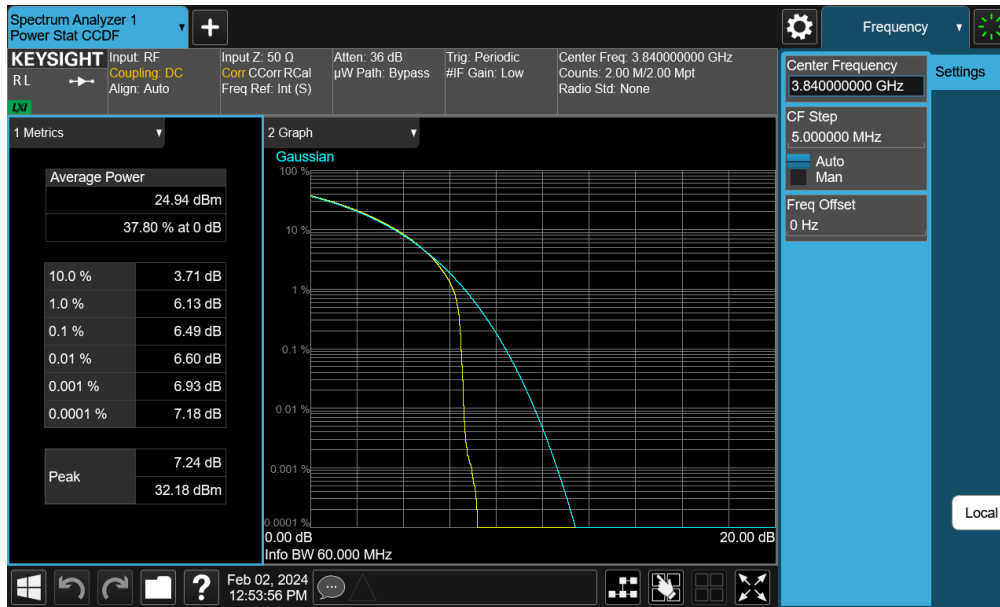 Spectrum Analyzer 1
Power Stat CCDF
▼
+
Frequency ▼
KEYSIGHT
R L
LXI
Input: RF
Coupling: DC
Align: Auto
Input Z: 50 Ω
Corr CCorr RCal
Freq Ref: Int (S)
Atten: 36 dB
µW Path: Bypass
Trig: Periodic
#IF Gain: Low
Center Freq: 3.840000000 GHz
Counts: 2.00 M/2.00 Mpt
Radio Std: None
Center Frequency
3.840000000 GHz
Settings
CF Step
5.000000 MHz
Auto
Man
Freq Offset
0 Hz
Local
1 Metrics ▼
Average Power
24.94 dBm
37.80 % at 0 dB
10.0 % 3.71 dB
1.0 % 6.13 dB
0.1 % 6.49 dB
0.01 % 6.60 dB
0.001 % 6.93 dB
0.0001 % 7.18 dB
Peak
7.24 dB
32.18 dBm
2 Graph ▼
Gaussian
100 %
10 %
1 %
0.1 %
0.01 %
0.001 %
0.0001 %
0.00 dB 20.00 dB
Info BW 60.000 MHz
?
Feb 02, 2024
12:53:56 PM